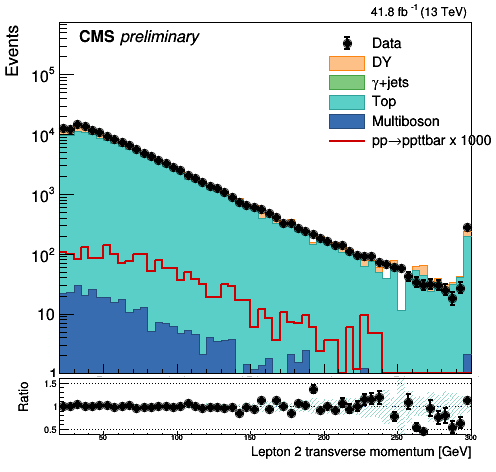 41.8 fb⁻¹ (13 TeV)
CMS preliminary
Events
Data
DY
γ+jets
Top
Multiboson
pp→ppttbar x 1000
10⁵
10⁴
10³
10²
10
1
Ratio
1.5
1
0.5
50 100 150 200 250 300
Lepton 2 transverse momentum [GeV]